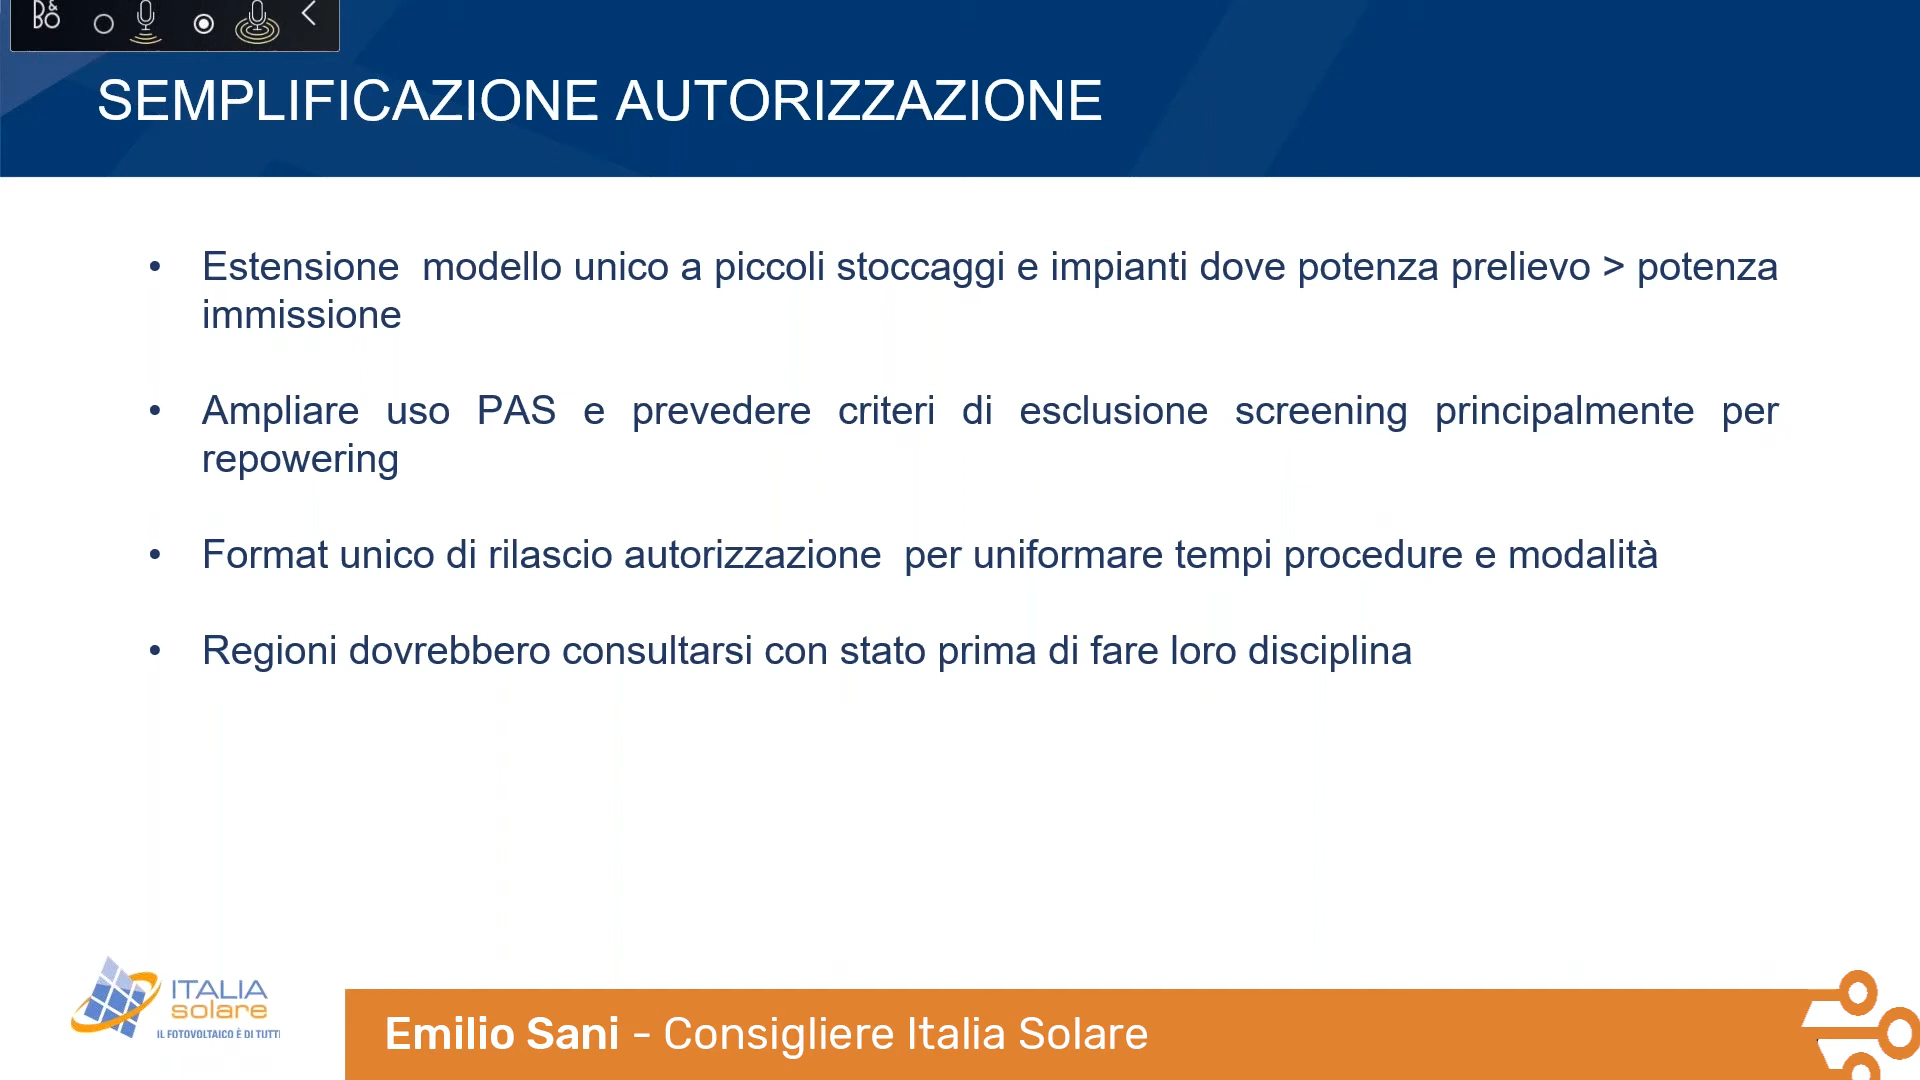 B&O
SEMPLIFICAZIONE AUTORIZZAZIONE
• Estensione  modello unico a piccoli stoccaggi e impianti dove potenza prelievo > potenza
immissione
• Ampliare uso PAS e prevedere criteri di esclusione screening principalmente per
repowering
• Format unico di rilascio autorizzazione  per uniformare tempi procedure e modalità
• Regioni dovrebbero consultarsi con stato prima di fare loro disciplina
ITALIA
solare
IL FOTOVOLTAICO È DI TUTTI
Emilio Sani - Consigliere Italia Solare